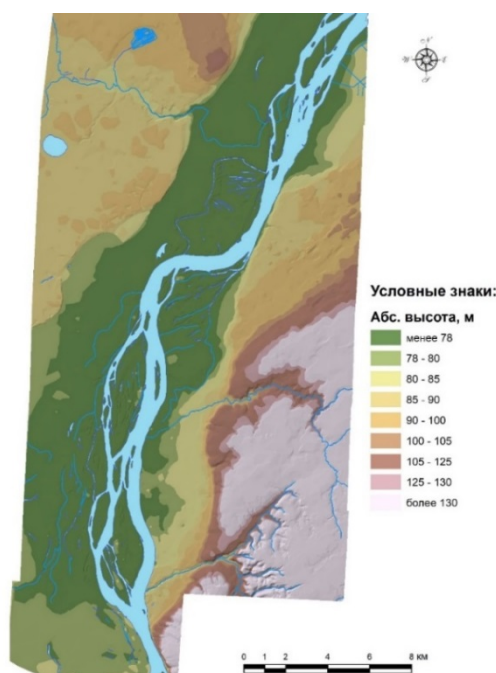 Условные знаки:
Абс. высота, м
менее 78
78 - 80
80 - 85
85 - 90
90 - 100
100 - 105
105 - 125
125 - 130
более 130
0 1 2 4 6 8 км